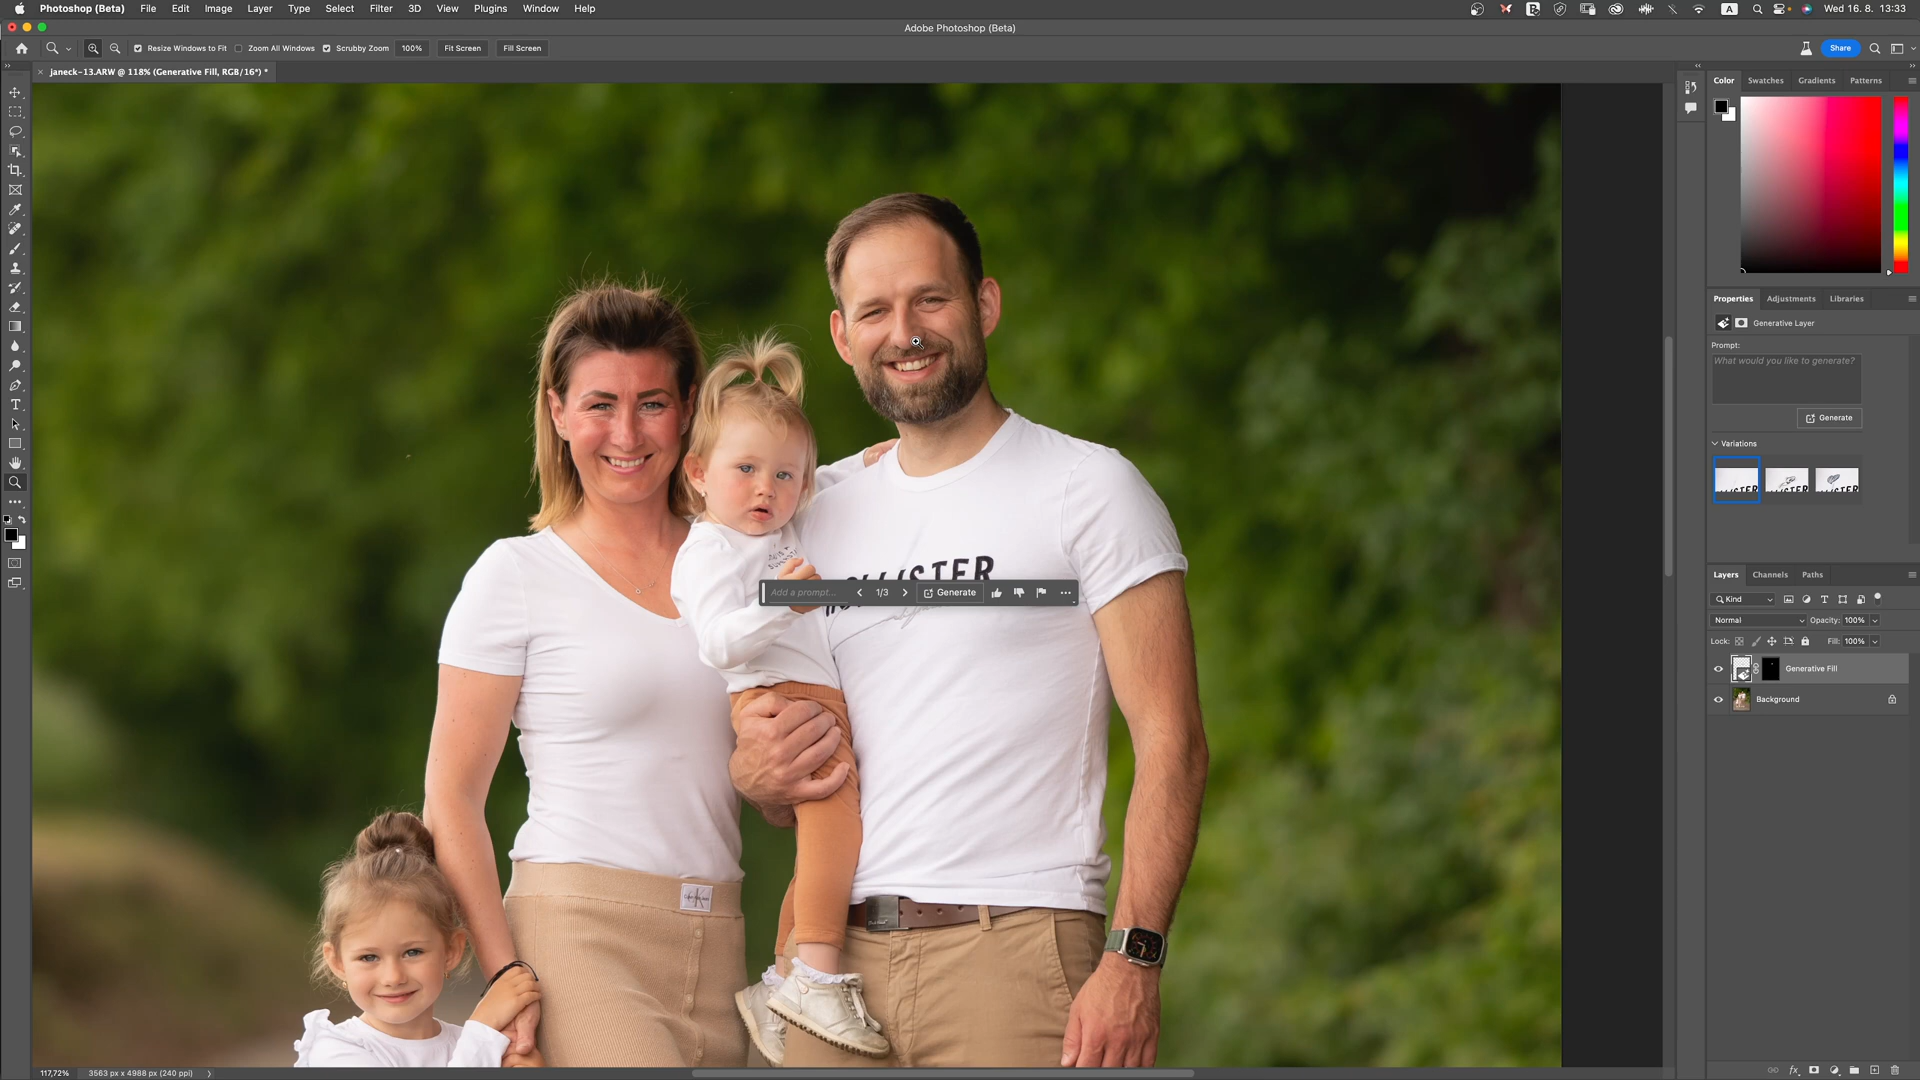 Photoshop (Beta) File Edit Image Layer Type Select Filter 3D View Plugins Window Help
A Wed 16. 8. 13:33
Adobe Photoshop (Beta)
Resize Windows to Fit Zoom All Windows Scrubby Zoom 100% Fit Screen Fill Screen
Share
× janeck-13.ARW @ 118% (Generative Fill, RGB/16*) *
Color Swatches Gradients Patterns
Properties Adjustments Libraries
Generative Layer
Prompt:
What would you like to generate?
Generate
Variations
Layers Channels Paths
Kind
Normal Opacity: 100%
Lock: Fill: 100%
Generative Fill
Background
Add a prompt... 1/3 Generate
117,72% 3563 px x 4988 px (240 ppi)